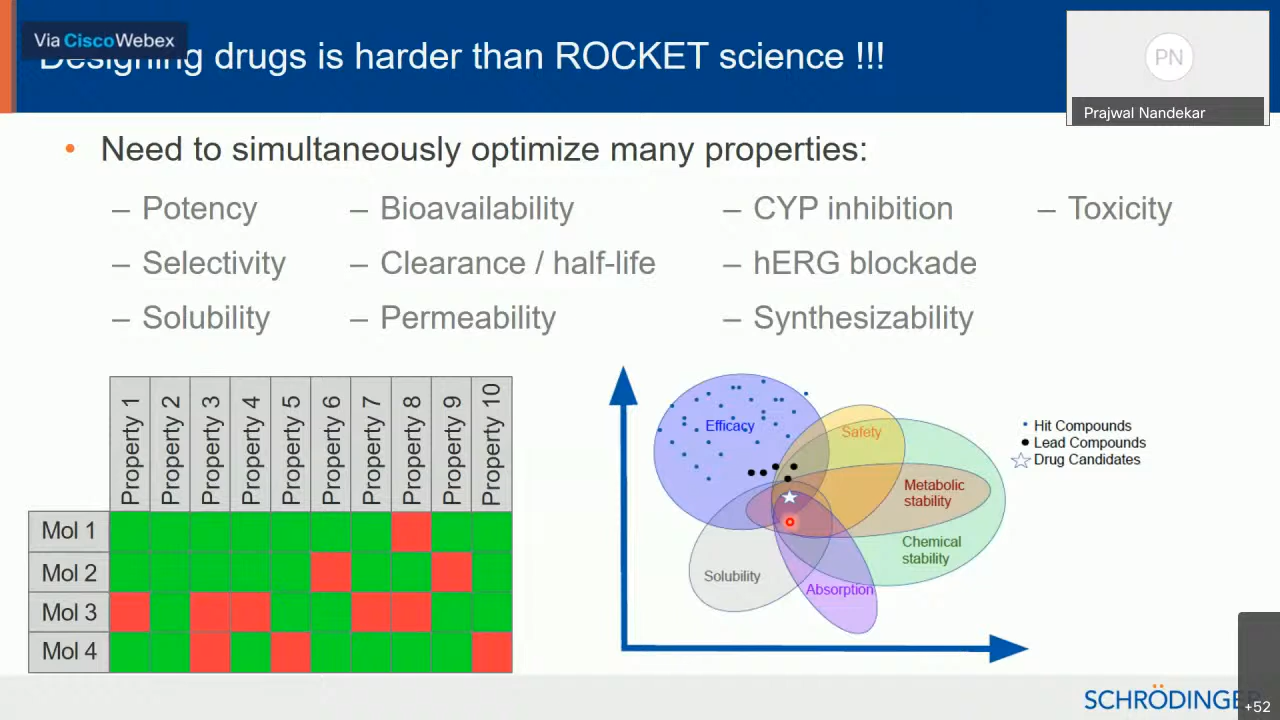 Via Cisco Webex
Designing drugs is harder than ROCKET science !!!
PN
Prajwal Nandekar
• Need to simultaneously optimize many properties:
– Potency – Bioavailability – CYP inhibition – Toxicity
– Selectivity – Clearance / half-life – hERG blockade
– Solubility – Permeability – Synthesizability
Property 1
Property 2
Property 3
Property 4
Property 5
Property 6
Property 7
Property 8
Property 9
Property 10
Mol 1
Mol 2
Mol 3
Mol 4
Efficacy
Safety
Metabolic
stability
Chemical
stability
Solubility
Absorption
Hit Compounds
Lead Compounds
Drug Candidates
SCHRÖDINGER
+52